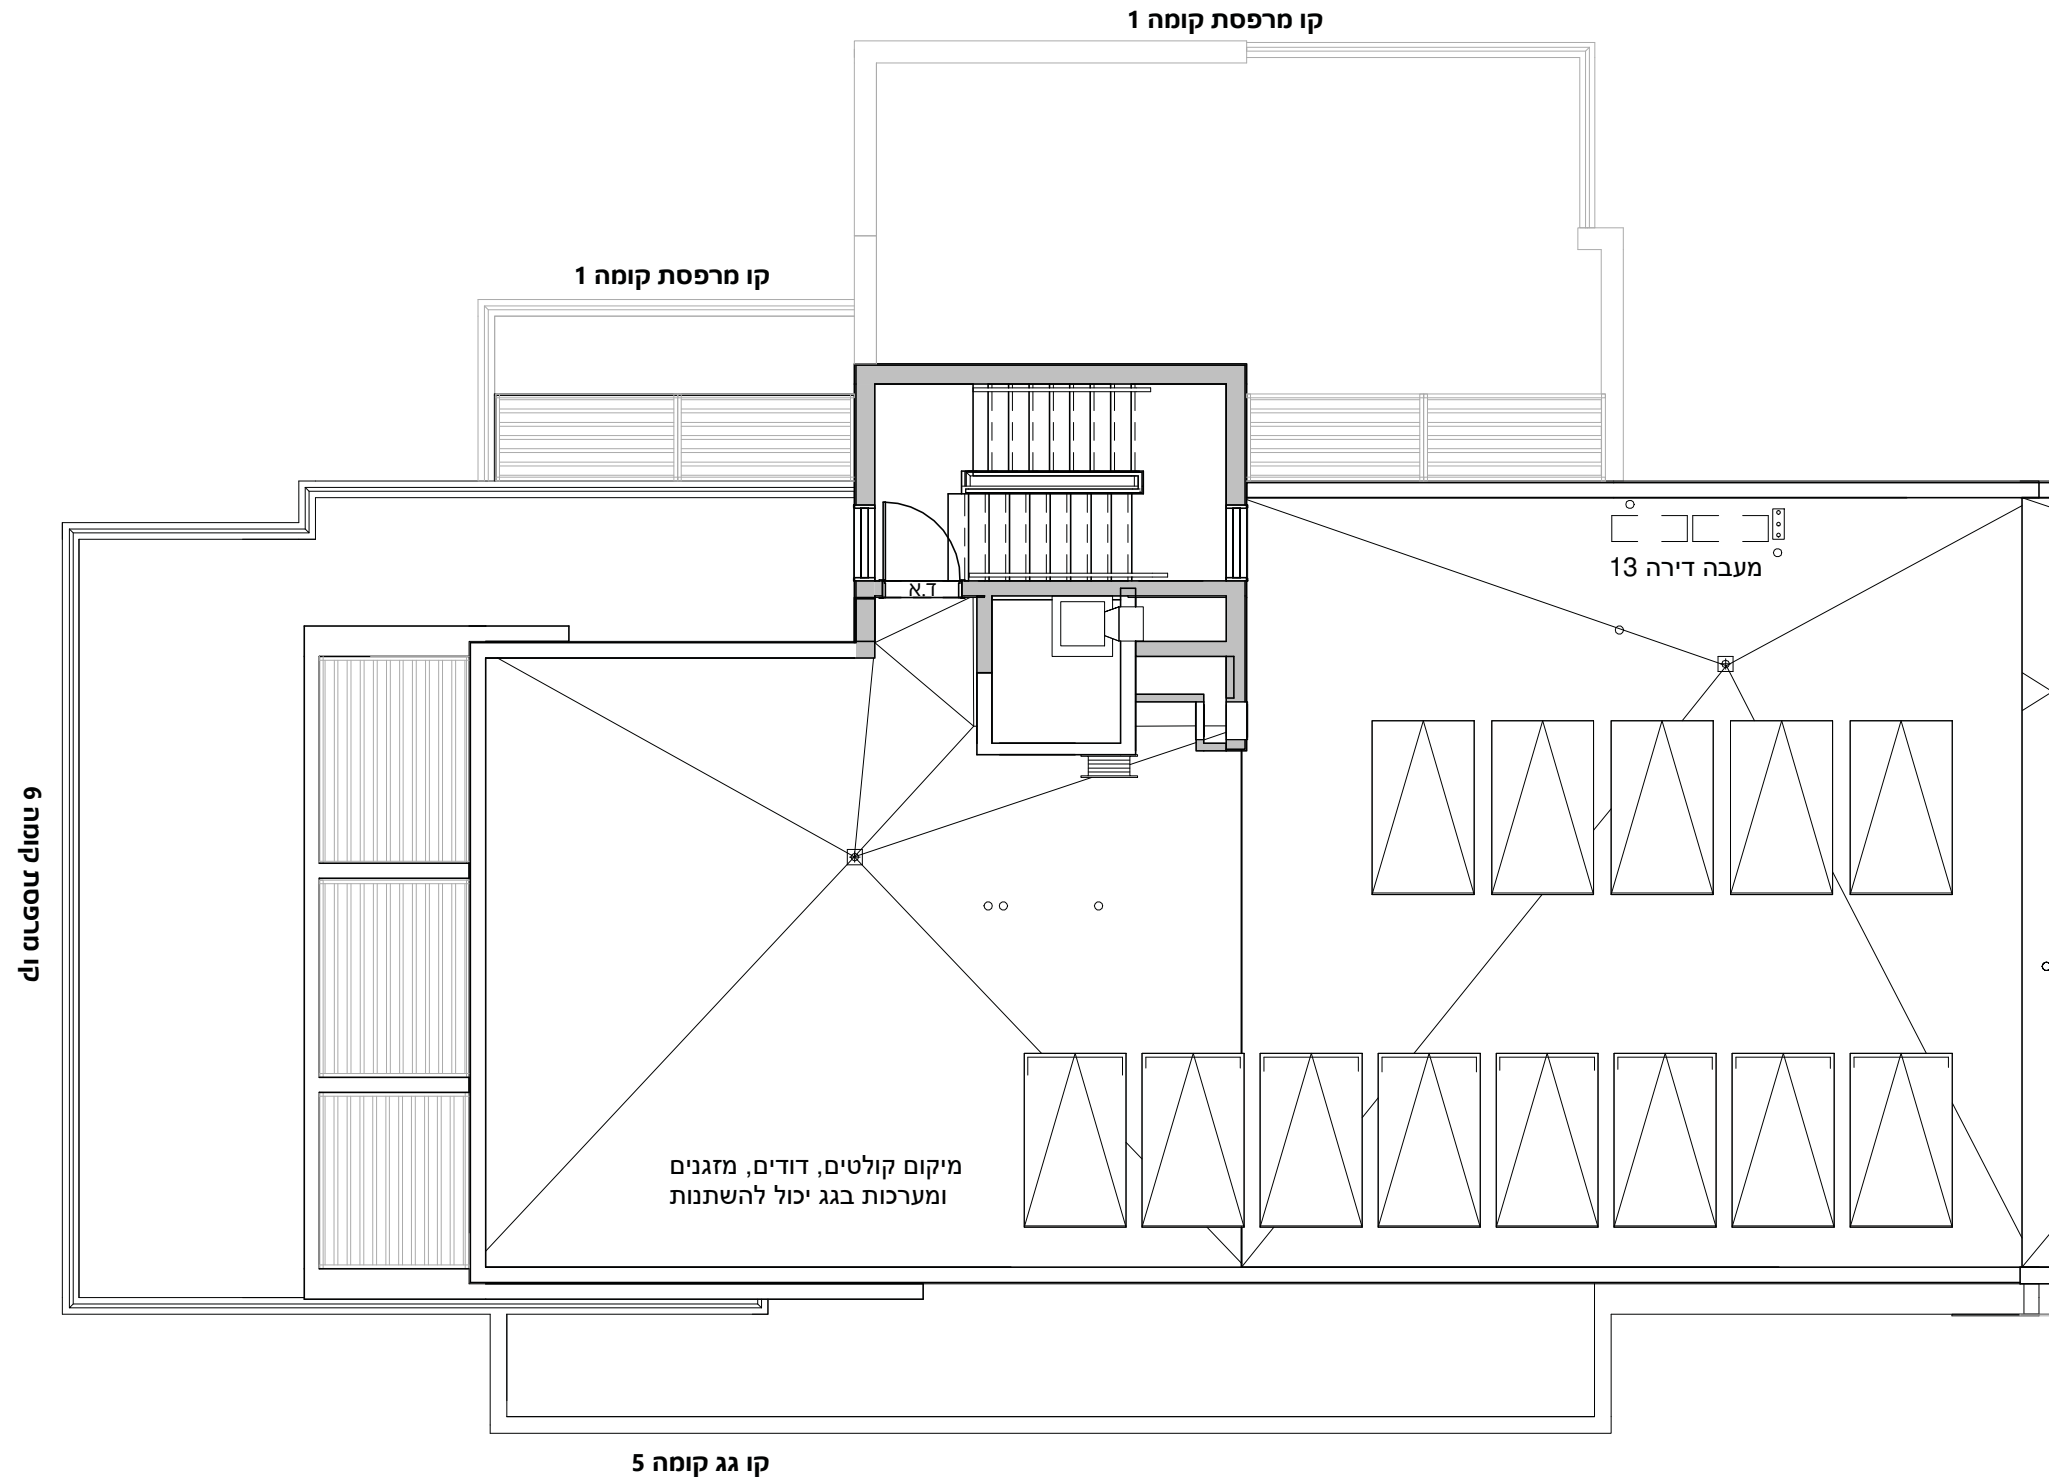 קו מרפסת קומה 1
קו מרפסת קומה 1
ד.א
מעבה דירה 13
קו מרפסת קומה 6
מיקום קולטים, דודים, מזגנים
ומערכות בגג יכול להשתנות
קו גג קומה 5